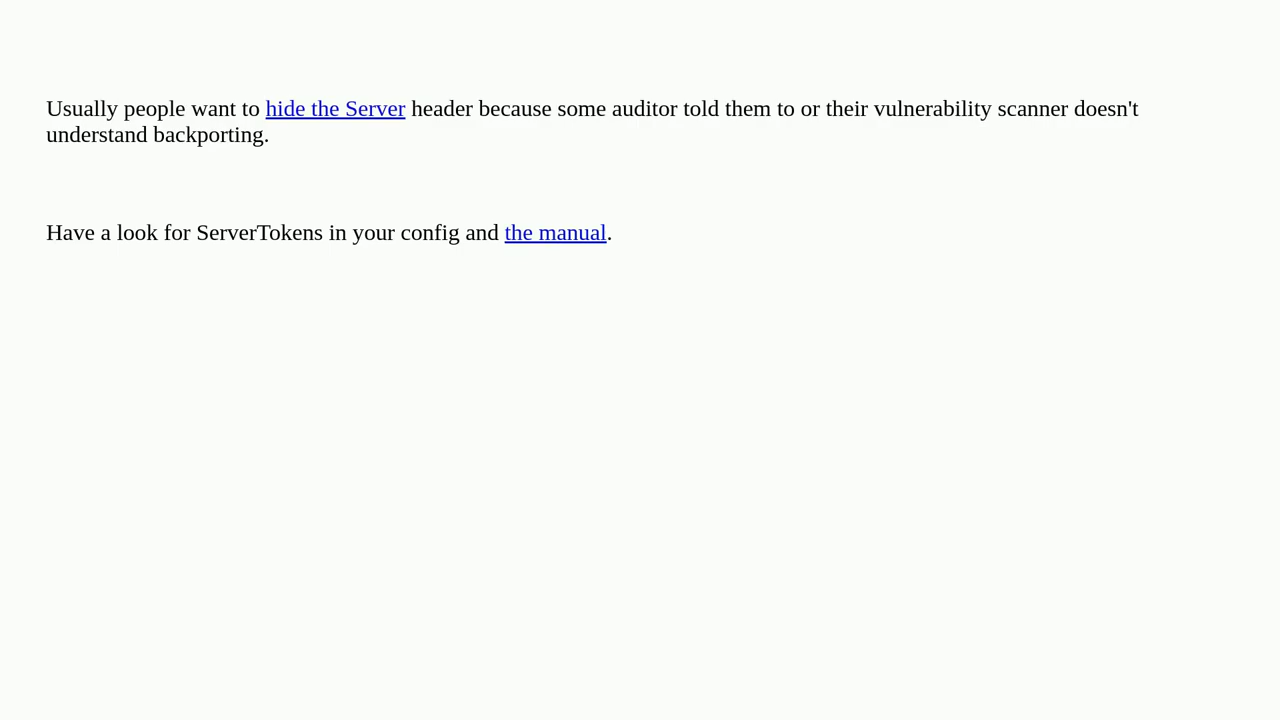 Usually people want to hide the Server header because some auditor told them to or their vulnerability scanner doesn't
understand backporting.
Have a look for ServerTokens in your config and the manual.